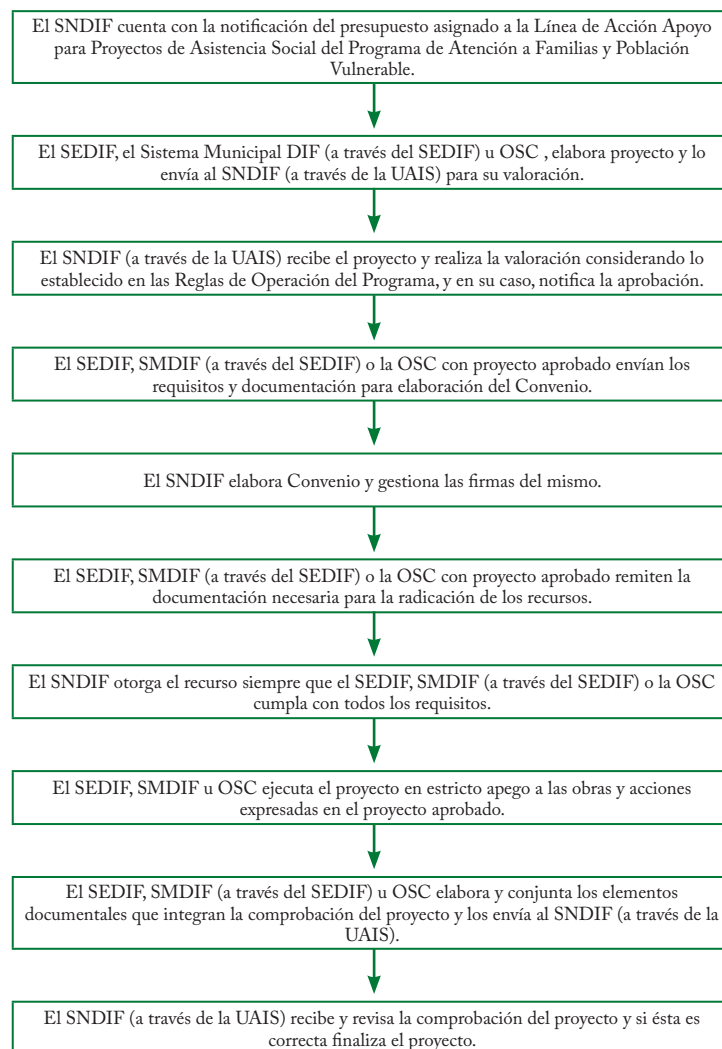 El SNDIF cuenta con la notificación del presupuesto asignado a la Línea de Acción Apoyo
para Proyectos de Asistencia Social del Programa de Atención a Familias y Población
Vulnerable.
El SEDIF, el Sistema Municipal DIF (a través del SEDIF) u OSC , elabora proyecto y lo
envía al SNDIF (a través de la UAIS) para su valoración.
El SNDIF (a través de la UAIS) recibe el proyecto y realiza la valoración considerando lo
establecido en las Reglas de Operación del Programa, y en su caso, notifica la aprobación.
El SEDIF, SMDIF (a través del SEDIF) o la OSC con proyecto aprobado envían los
requisitos y documentación para elaboración del Convenio.
El SNDIF elabora Convenio y gestiona las firmas del mismo.
El SEDIF, SMDIF (a través del SEDIF) o la OSC con proyecto aprobado remiten la
documentación necesaria para la radicación de los recursos.
El SNDIF otorga el recurso siempre que el SEDIF, SMDIF (a través del SEDIF) o la OSC
cumpla con todos los requisitos.
El SEDIF, SMDIF u OSC ejecuta el proyecto en estricto apego a las obras y acciones
expresadas en el proyecto aprobado.
El SEDIF, SMDIF (a través del SEDIF) u OSC elabora y conjunta los elementos
documentales que integran la comprobación del proyecto y los envía al SNDIF (a través de la
UAIS).
El SNDIF (a través de la UAIS) recibe y revisa la comprobación del proyecto y si ésta es
correcta finaliza el proyecto.